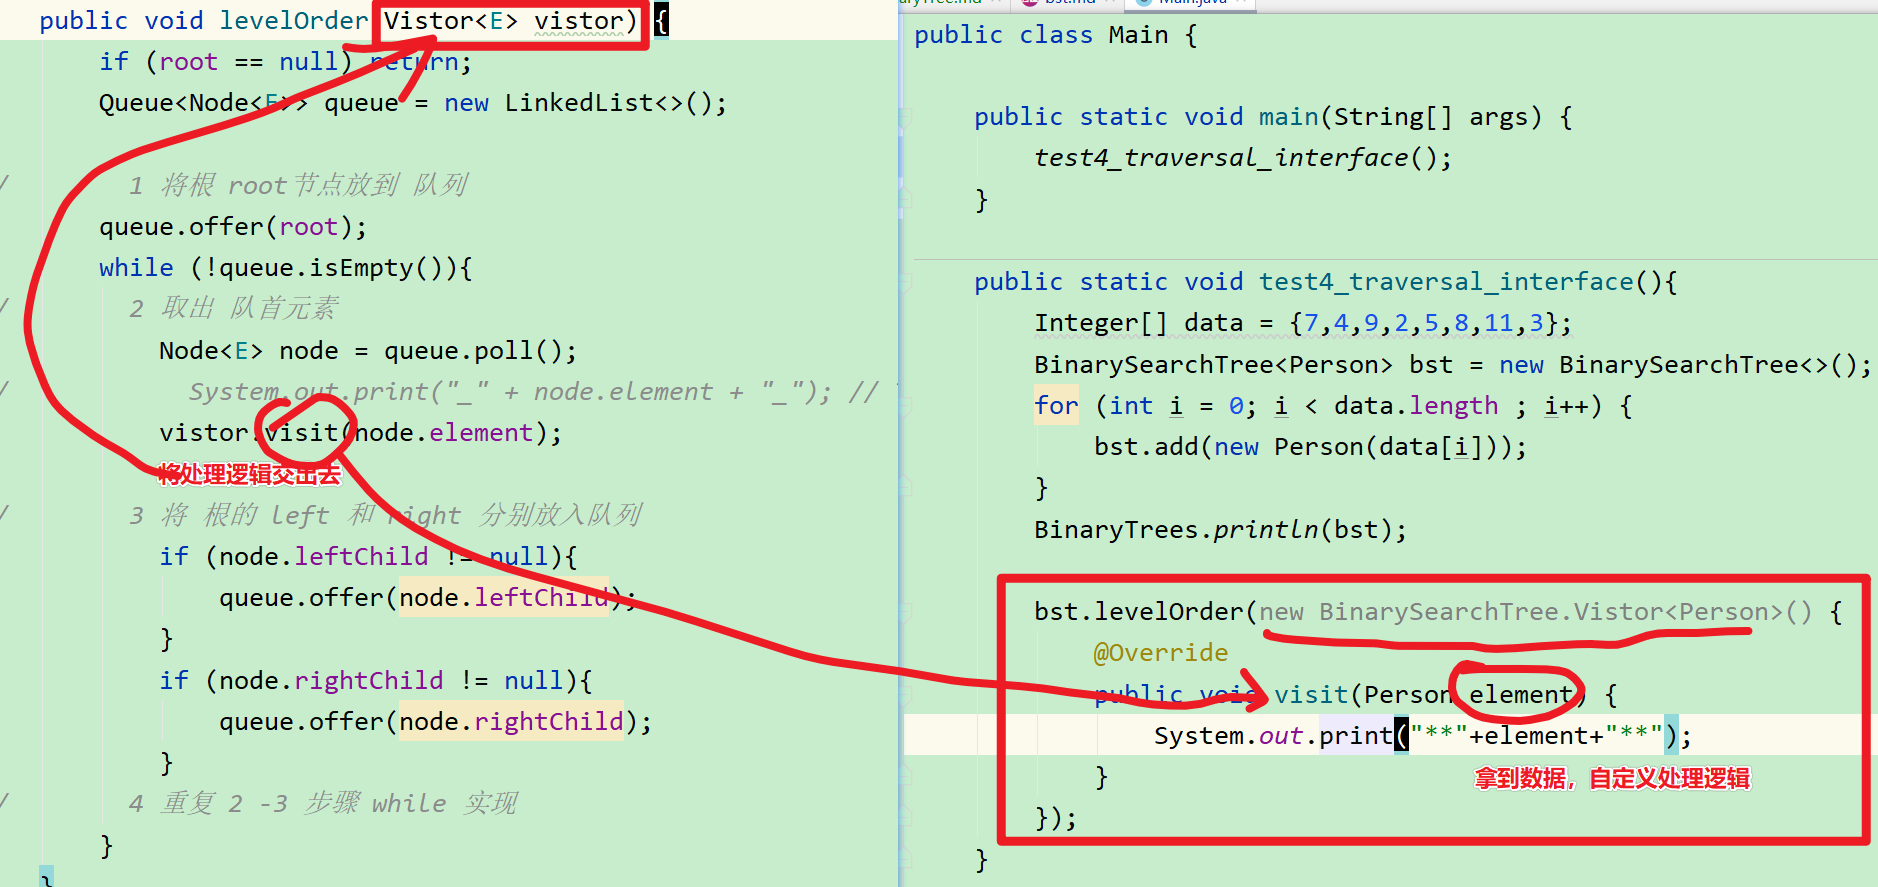 public void levelOrder(Vistor<E> vistor) {
if (root == null) return;
Queue<Node<E>> queue = new LinkedList<>();
/ 1 将根 root节点放到 队列
queue.offer(root);
while (!queue.isEmpty()){
/ 2 取出 队首元素
Node<E> node = queue.poll();
/ System.out.print("_" + node.element + "_"); //
vistor.visit(node.element);
将处理逻辑交出去
/ 3 将 根的 left 和 right 分别放入队列
if (node.leftChild != null){
queue.offer(node.leftChild);
}
if (node.rightChild != null){
queue.offer(node.rightChild);
}
/ 4 重复 2 -3 步骤 while 实现
}
}
bst.md
Main.java
public class Main {
public static void main(String[] args) {
test4_traversal_interface();
}
public static void test4_traversal_interface(){
Integer[] data = {7,4,9,2,5,8,11,3};
BinarySearchTree<Person> bst = new BinarySearchTree<>();
for (int i = 0; i < data.length ; i++) {
bst.add(new Person(data[i]));
}
BinaryTrees.println(bst);
bst.levelOrder(new BinarySearchTree.Vistor<Person>() {
@Override
public void visit(Person element) {
System.out.print("**"+element+"**");
}
拿到数据，自定义处理逻辑
});
}